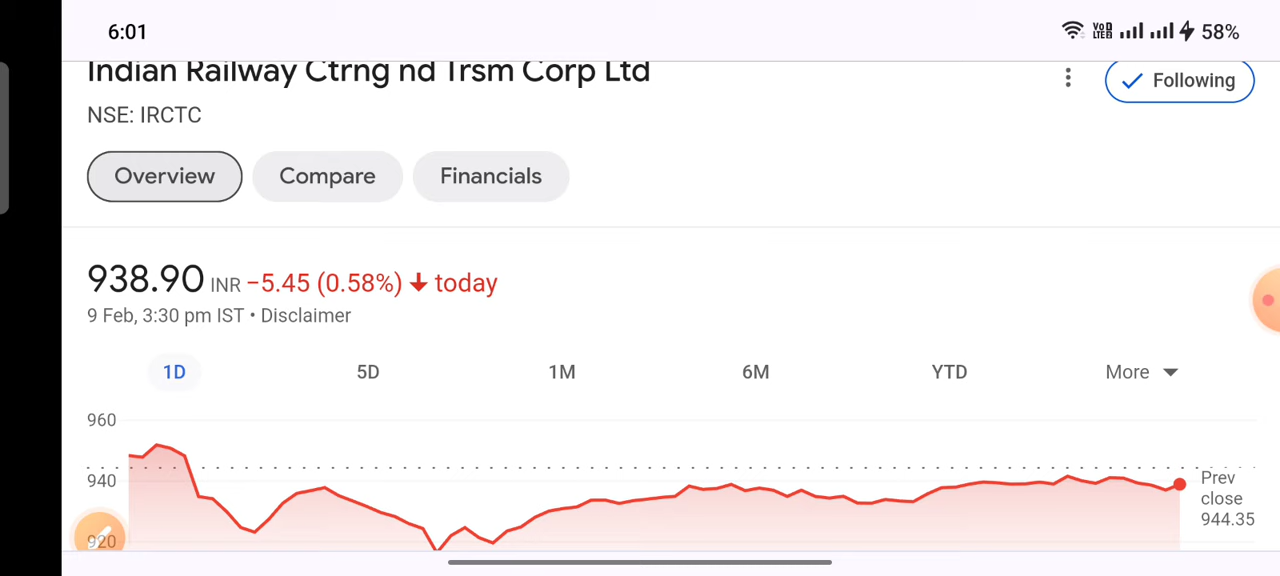 6:01
VoD
LTE
58%
Indian Railway Ctrng nd Trsm Corp Ltd
Following
NSE: IRCTC
Overview
Compare
Financials
938.90 INR −5.45 (0.58%) today
9 Feb, 3:30 pm IST • Disclaimer
1D
5D
1M
6M
YTD
More
960
940
920
Prev
close
944.35